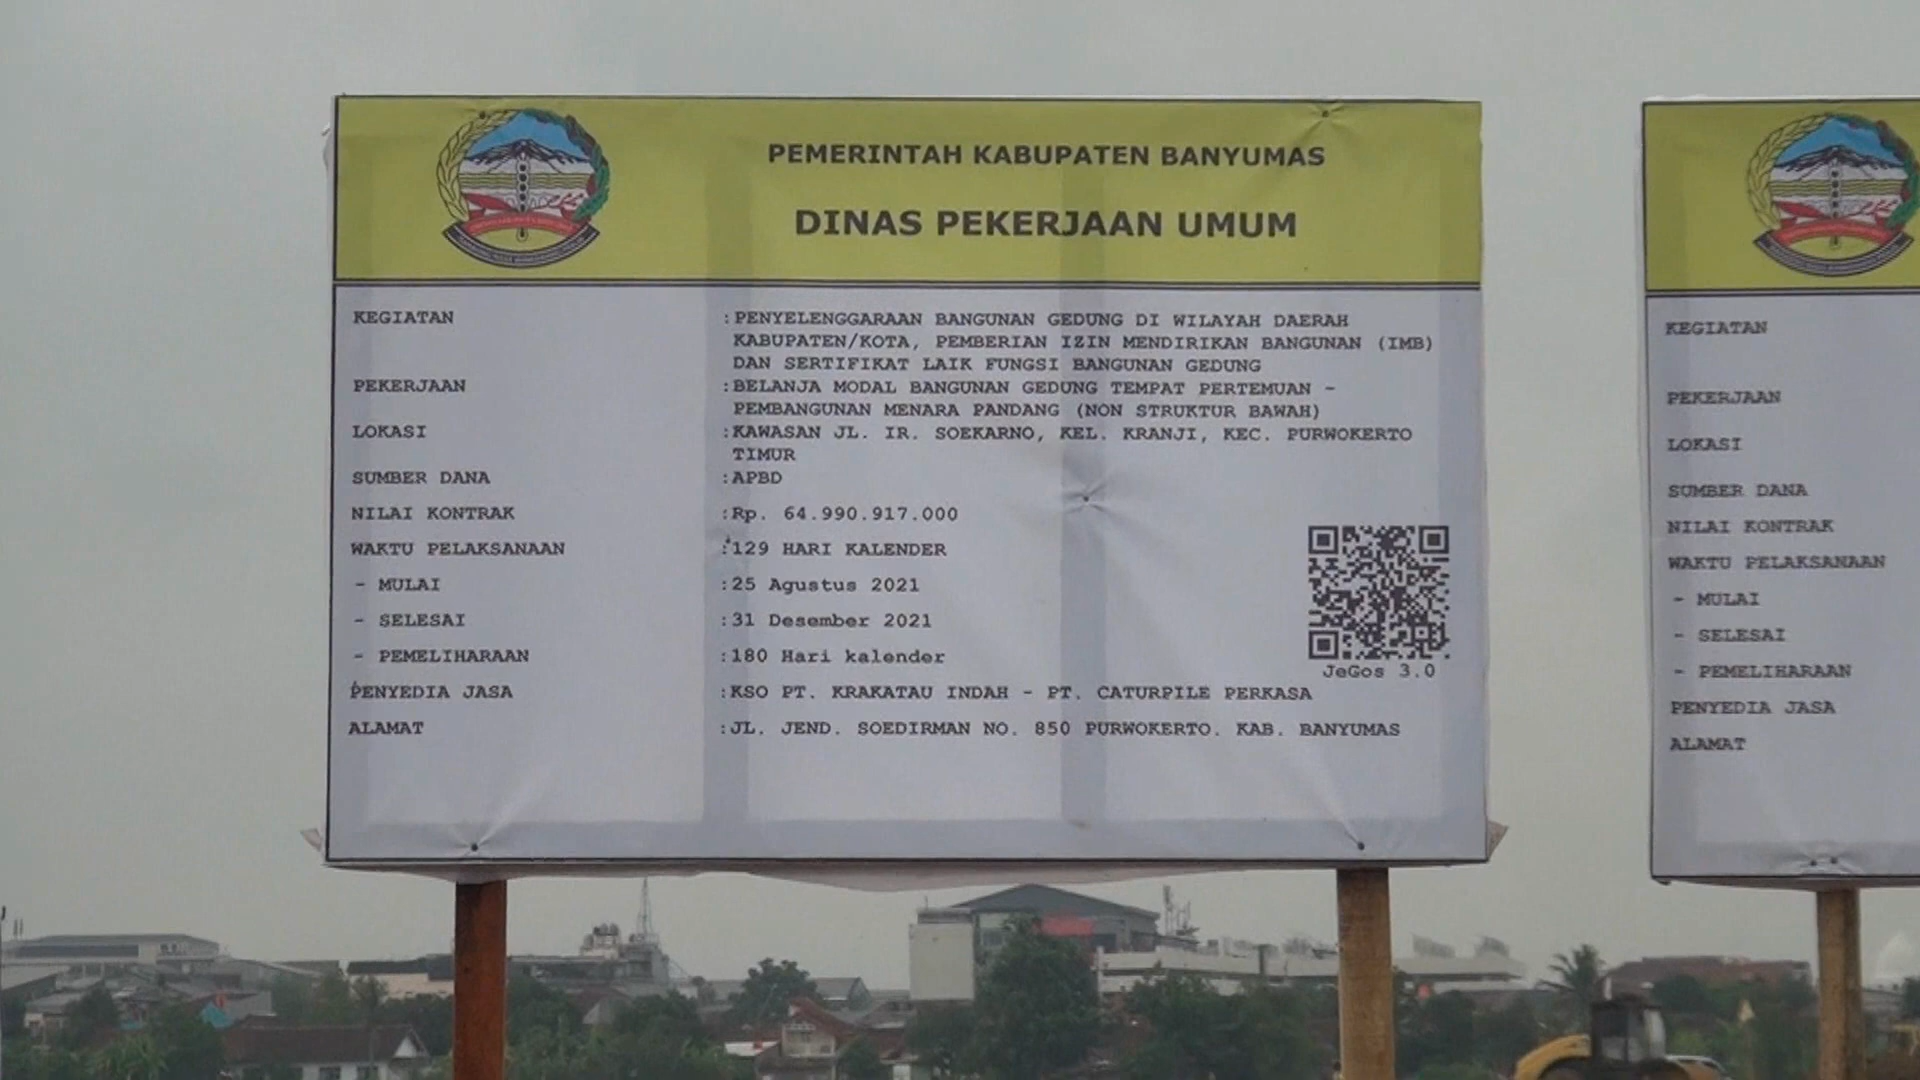 PEMERINTAH KABUPATEN BANYUMAS
DINAS PEKERJAAN UMUM
KEGIATAN :PENYELENGGARAAN BANGUNAN GEDUNG DI WILAYAH DAERAH
KABUPATEN/KOTA, PEMBERIAN IZIN MENDIRIKAN BANGUNAN (IMB)
DAN SERTIFIKAT LAIK FUNGSI BANGUNAN GEDUNG
PEKERJAAN :BELANJA MODAL BANGUNAN GEDUNG TEMPAT PERTEMUAN -
PEMBANGUNAN MENARA PANDANG (NON STRUKTUR BAWAH)
LOKASI :KAWASAN JL. IR. SOEKARNO, KEL. KRANJI, KEC. PURWOKERTO
TIMUR
SUMBER DANA :APBD
NILAI KONTRAK :Rp. 64.990.917.000
WAKTU PELAKSANAAN :129 HARI KALENDER
- MULAI :25 Agustus 2021
- SELESAI :31 Desember 2021
- PEMELIHARAAN :180 Hari kalender
JeGos 3.0
PENYEDIA JASA :KSO PT. KRAKATAU INDAH - PT. CATURPILE PERKASA
ALAMAT :JL. JEND. SOEDIRMAN NO. 850 PURWOKERTO. KAB. BANYUMAS
KEGIATAN
PEKERJAAN
LOKASI
SUMBER DANA
NILAI KONTRAK
WAKTU PELAKSANAAN
- MULAI
- SELESAI
- PEMELIHARAAN
PENYEDIA JASA
ALAMAT